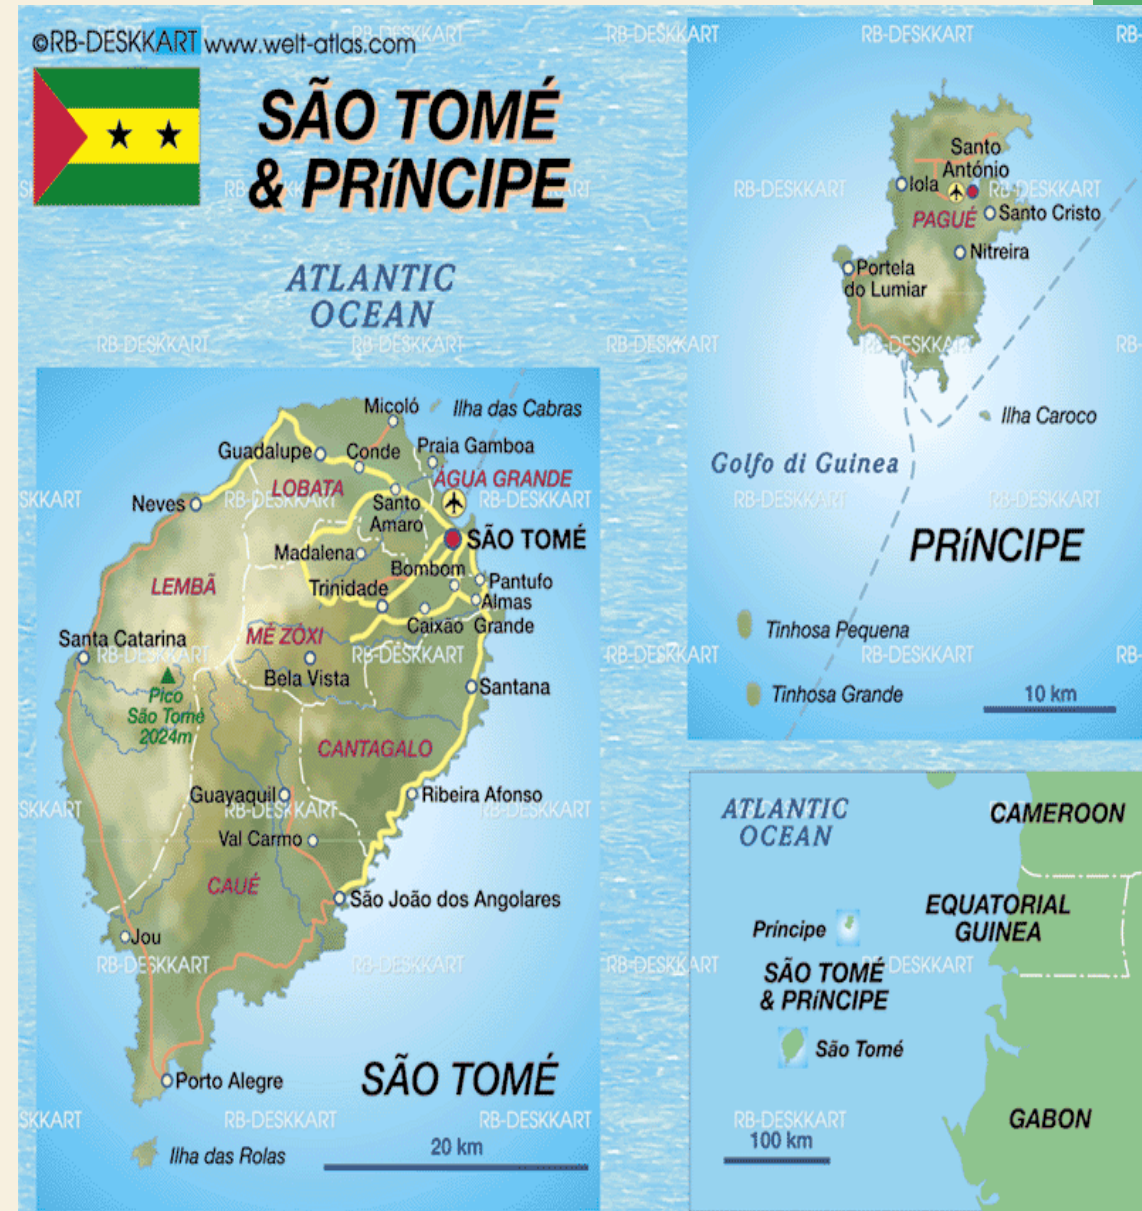 ©RB-DESKKART www.welt-atlas.com
SÃO TOMÉ
& PRíNCIPE
ATLANTIC
OCEAN
Micoló
Ilha das Cabras
Guadalupe
Conde
Praia Gamboa
LOBATA
ÁGUA GRANDE
Neves
Santo
Amaro
SÃO TOMÉ
Madalena
Bombom
LEMBÃ
Trinidade
Pantufo
Almas
Caixão Grande
MÉ ZÓXI
Santa Catarina
Bela Vista
Santana
Pico
São Tomé
2024m
CANTAGALO
Guayaquil
Ribeira Afonso
Val Carmo
CAUÉ
São João dos Angolares
Jou
Porto Alegre
SÃO TOMÉ
Ilha das Rolas
20 km
Santo
António
Iola
PAGUÉ
Santo Cristo
Nitreira
Portela
do Lumiar
Ilha Caroco
Golfo di Guinea
PRíNCIPE
Tinhosa Pequena
Tinhosa Grande
10 km
ATLANTIC
OCEAN
CAMEROON
EQUATORIAL
GUINEA
Príncipe
SÃO TOMÉ
& PRíNCIPE
São Tomé
GABON
100 km
RB-DESKKART